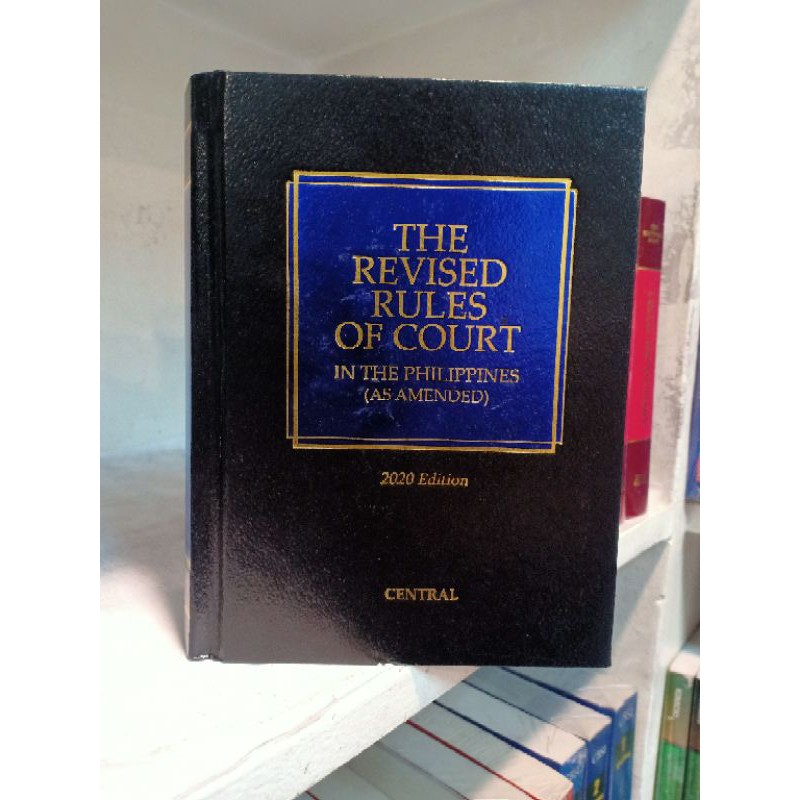 THE
REVISED
RULES
OF COURT
IN THE PHILIPPINES
(AS AMENDED)
2020 Edition
CENTRAL